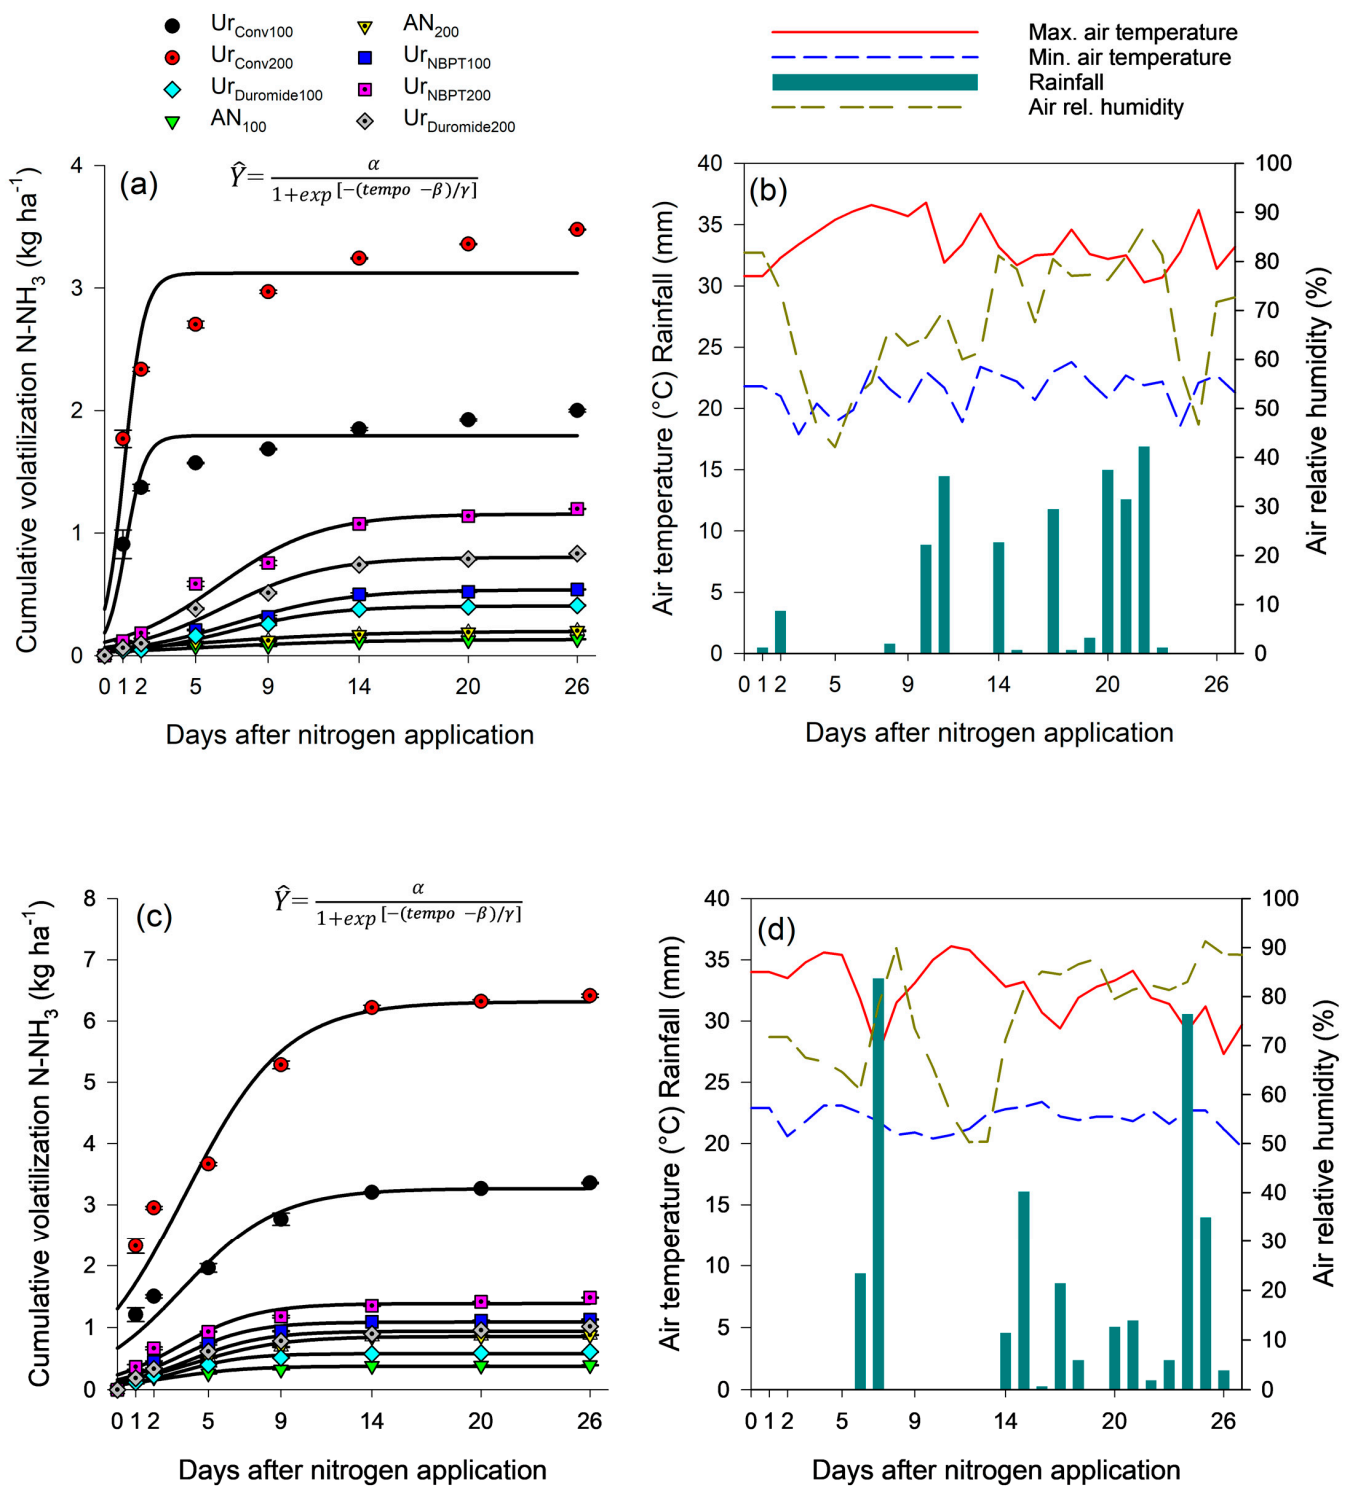 Ur_Conv100
AN_200
Ur_Conv200
Ur_NBPT100
Ur_Duromide100
Ur_NBPT200
AN_100
Ur_Duromide200
Max. air temperature
Min. air temperature
Rainfall
Air rel. humidity
(a)
Ŷ= α / 1+exp^[-(tempo -β)/γ]
Cumulative volatilization N-NH₃ (kg ha⁻¹)
4
3
2
1
0
0 1 2 5 9 14 20 26
Days after nitrogen application
(b)
Air temperature (°C) Rainfall (mm)
40
35
30
25
20
15
10
5
0
100
90
80
70
60
50
40
30
20
10
0
Air relative humidity (%)
0 1 2 5 9 14 20 26
Days after nitrogen application
(c)
Ŷ= α / 1+exp^[-(tempo -β)/γ]
Cumulative volatilization N-NH₃ (kg ha⁻¹)
8
7
6
5
4
3
2
1
0
0 1 2 5 9 14 20 26
Days after nitrogen application
(d)
Air temperature (°C) Rainfall (mm)
40
35
30
25
20
15
10
5
0
100
90
80
70
60
50
40
30
20
10
0
Air relative humidity (%)
0 1 2 5 9 14 20 26
Days after nitrogen application